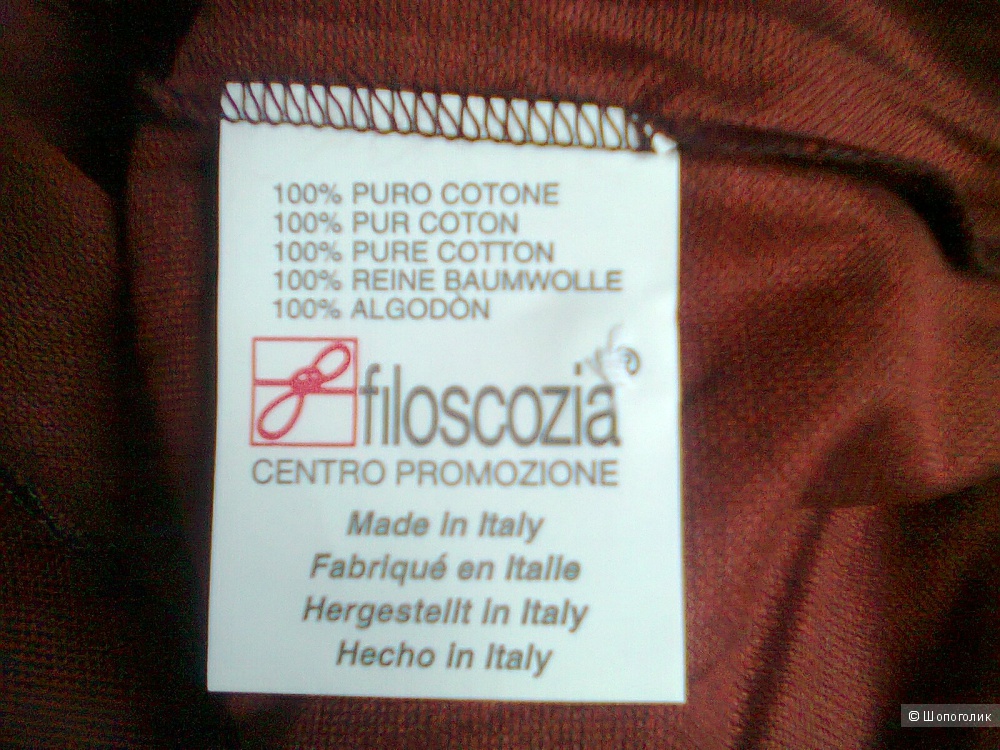 100% PURO COTONE
100% PUR COTON
100% PURE COTTON
100% REINE BAUMWOLLE
100% ALGODÒN
filoscozia®
CENTRO PROMOZIONE
Made in Italy
Fabriqué en Italie
Hergestellt in Italy
Hecho in Italy
© Шопоголик